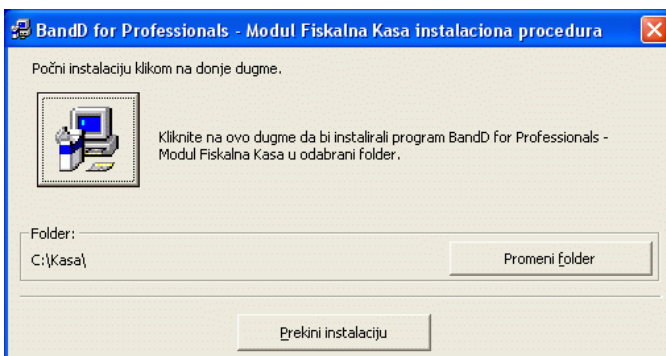 BandD for Professionals - Modul Fiskalna Kasa instalaciona procedura
Počni instalaciju klikom na donje dugme.
Kliknite na ovo dugme da bi instalirali program BandD for Professionals -
Modul Fiskalna Kasa u odabrani folder.
Folder:
C:\Kasa\
Promeni folder
Prekini instalaciju